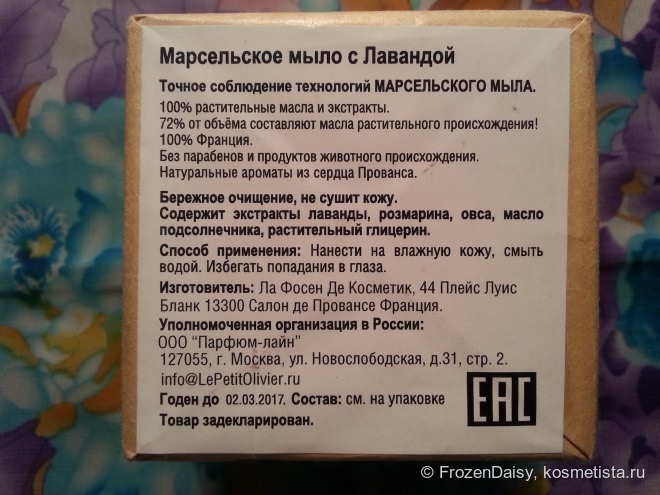 Марсельское мыло с Лавандой
Точное соблюдение технологий МАРСЕЛЬСКОГО МЫЛА.
100% растительные масла и экстракты.
72% от объёма составляют масла растительного происхождения!
100% Франция.
Без парабенов и продуктов животного происхождения.
Натуральные ароматы из сердца Прованса.
Бережное очищение, не сушит кожу.
Содержит экстракты лаванды, розмарина, овса, масло
подсолнечника, растительный глицерин.
Способ применения: Нанести на влажную кожу, смыть
водой. Избегать попадания в глаза.
Изготовитель: Ла Фосен Де Косметик, 44 Плейс Луис
Бланк 13300 Салон де Провансе Франция.
Уполномоченная организация в России:
ООО "Парфюм-лайн"
127055, г. Москва, ул. Новослободская, д.31, стр. 2.
info@LePetitOlivier.ru
Годен до 02.03.2017. Состав: см. на упаковке
Товар задекларирован.
EAC
© FrozenDaisy, kosmetista.ru